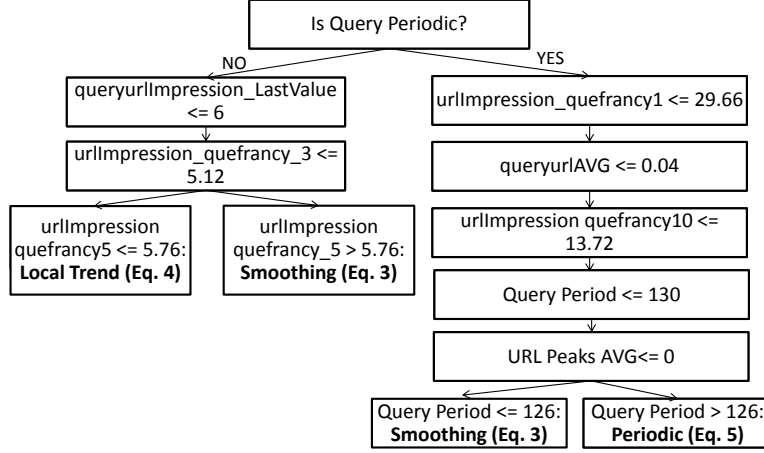 Is Query Periodic?
NO
YES
queryurlImpression_LastValue
<= 6
urlImpression_quefrancy_3 <=
5.12
urlImpression
quefrancy5 <= 5.76:
Local Trend (Eq. 4)
urlImpression
quefrancy_5 > 5.76:
Smoothing (Eq. 3)
urlImpression_quefrancy1 <= 29.66
queryurlAVG <= 0.04
urlImpression quefrancy10 <=
13.72
Query Period <= 130
URL Peaks AVG<= 0
Query Period <= 126:
Smoothing (Eq. 3)
Query Period > 126:
Periodic (Eq. 5)